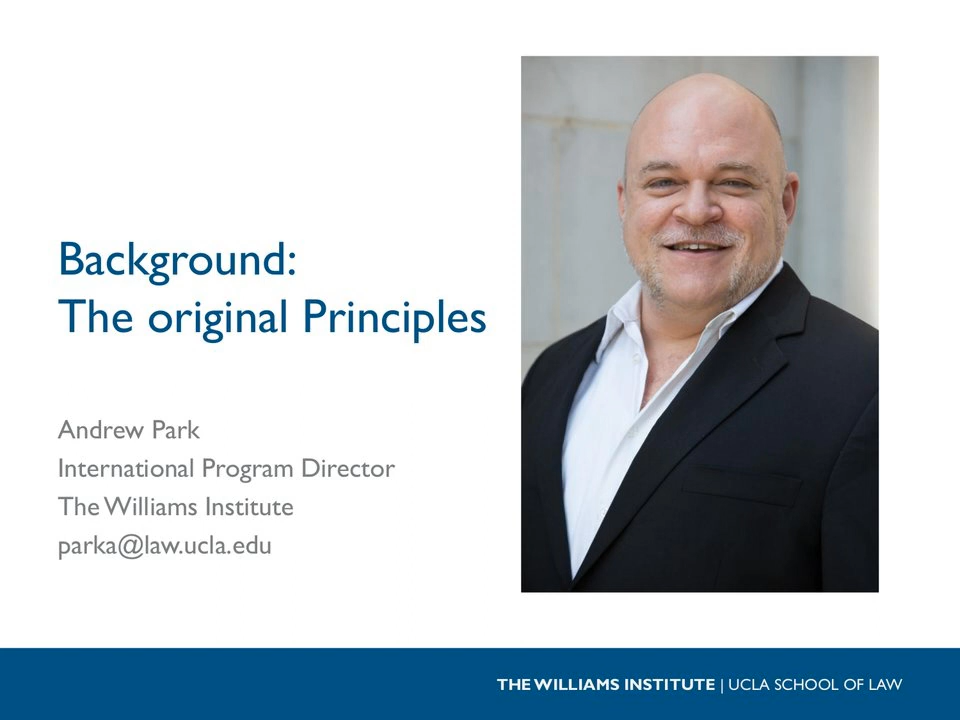 Background:
The original Principles
Andrew Park
International Program Director
The Williams Institute
parka@law.ucla.edu
THE WILLIAMS INSTITUTE | UCLA SCHOOL OF LAW